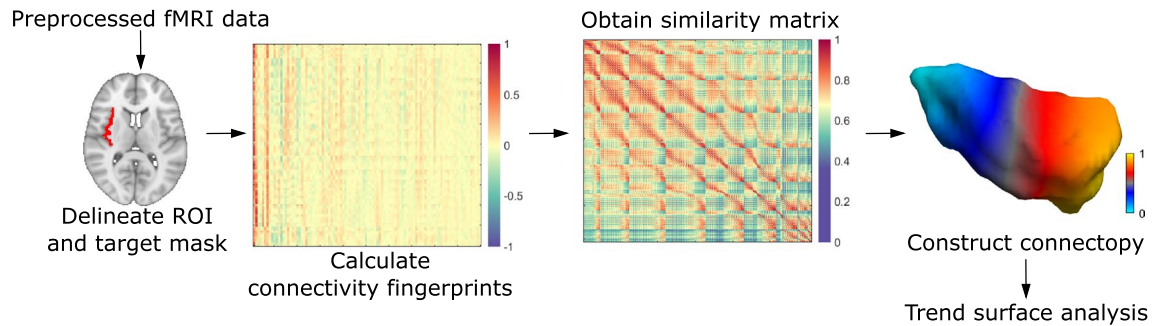 Preprocessed fMRI data
Delineate ROI
and target mask
1
0.5
0
-0.5
-1
Calculate
connectivity fingerprints
Obtain similarity matrix
1
0.8
0.6
0.4
0.2
0
1
0
Construct connectopy
Trend surface analysis